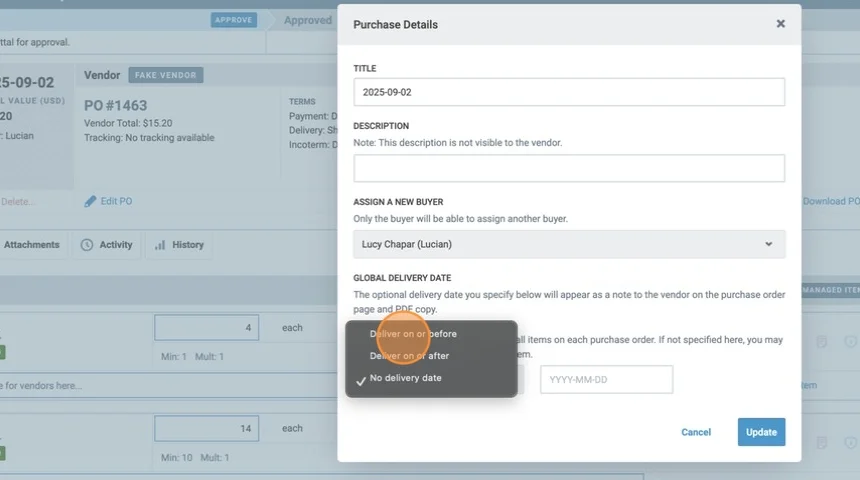 APPROVE
Approved
ttal for approval.
5-09-02
L VALUE (USD)
20
r: Lucian
Delete...
Vendor FAKE VENDOR
PO #1463
Vendor Total: $15.20
Tracking: No tracking available
TERMS
Payment: D
Delivery: Sh
Incoterm: D
Edit PO
Download PO
Attachments
Activity
History
MANAGED ITEM
4 each
Min: 1 Mult: 1
e for vendors here...
14 each
Min: 10 Mult: 1
Purchase Details
TITLE
2025-09-02
DESCRIPTION
Note: This description is not visible to the vendor.
ASSIGN A NEW BUYER
Only the buyer will be able to assign another buyer.
Lucy Chapar (Lucian)
GLOBAL DELIVERY DATE
The optional delivery date you specify below will appear as a note to the vendor on the purchase order
page and PDF copy.
all items on each purchase order. If not specified here, you may
em.
Deliver on or before
Deliver on or after
No delivery date
YYYY-MM-DD
Cancel
Update